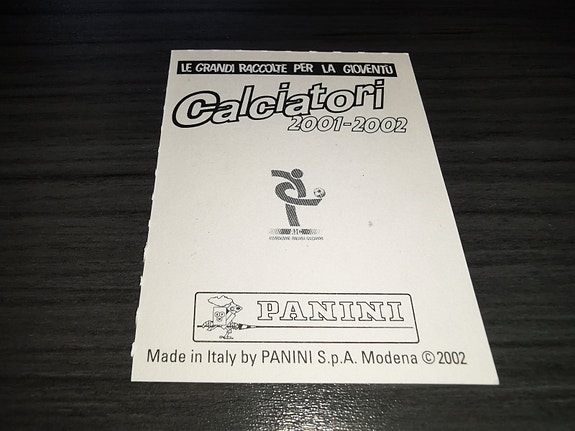 LE GRANDI RACCOLTE PER LA GIOVENTÙ
Calciatori
2001-2002
PANINI
Made in Italy by PANINI S.p.A. Modena ©2002